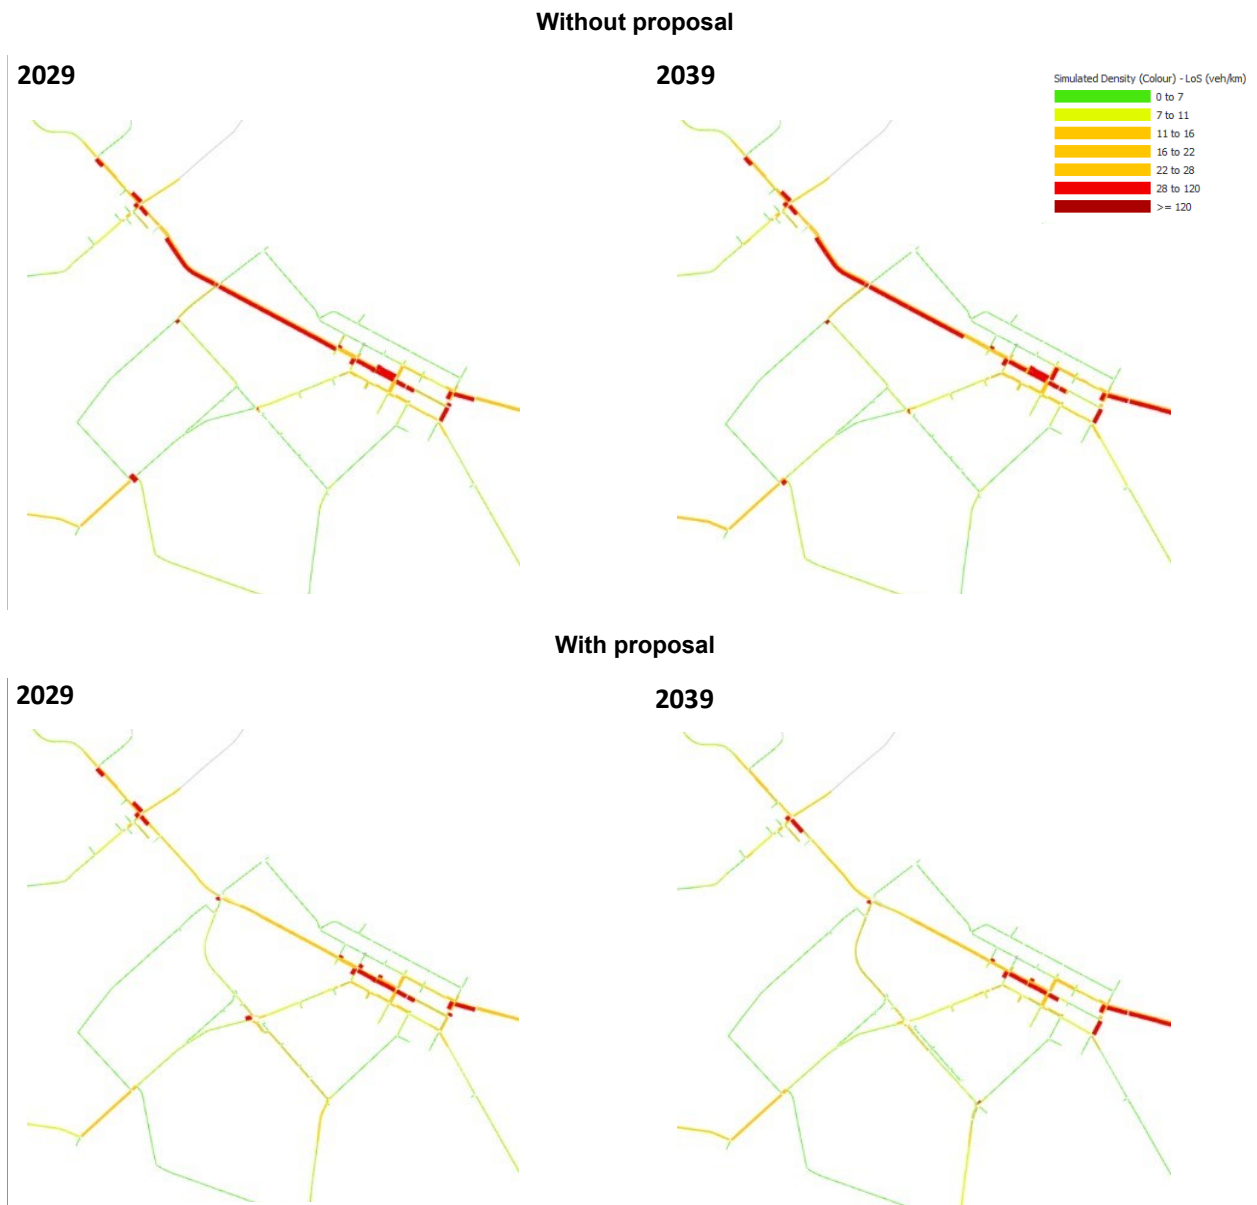 Without proposal
2029
2039
Simulated Density (Colour) - LoS (veh/km)
0 to 7
7 to 11
11 to 16
16 to 22
22 to 28
28 to 120
>= 120
With proposal
2029
2039